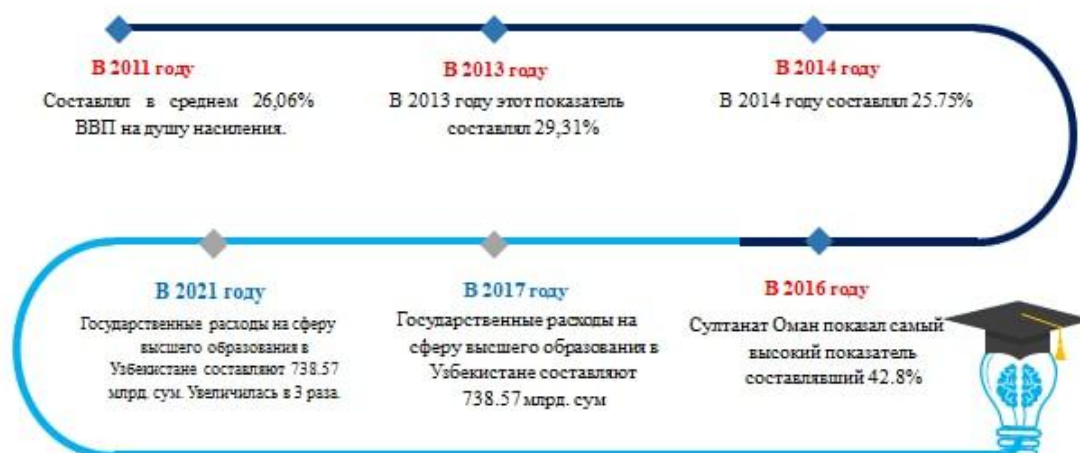 В 2011 году
Составлял в среднем 26,06%
ВВП на душу насиления.
В 2013 году
В 2013 году этот показатель
составлял 29,31%
В 2014 году
В 2014 году составлял 25.75%
В 2021 году
Государственные расходы на сферу
высшего образования в
Узбекистане составляют 738.57
млрд. сум. Увеличилась в 3 раза.
В 2017 году
Государственные расходы на
сферу высшего образования в
Узбекистане составляют
738.57 млрд. сум
В 2016 году
Султанат Оман показал самый
высокий показатель
составлявший 42.8%